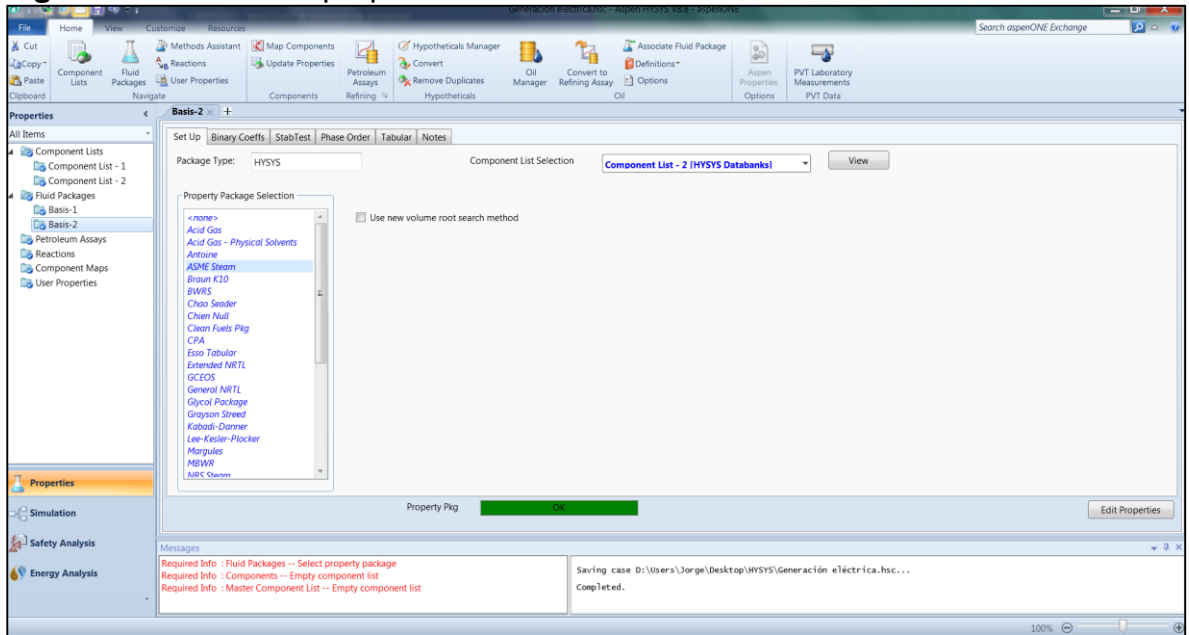 Generación eléctrica.hsc - Aspen HYSYS V8.8 - aspenONE
File Home View Customize Resources Search aspenONE Exchange
Cut
Copy
Paste
Clipboard
Component Lists
Fluid Packages
Methods Assistant
Reactions
User Properties
Navigate
Map Components
Update Properties
Components
Petroleum Assays
Refining
Hypotheticals Manager
Convert
Remove Duplicates
Hypotheticals
Oil Manager
Convert to Refining Assay
Associate Fluid Package
Definitions
Options
Oil
Aspen Properties
Options
PVT Laboratory Measurements
PVT Data
Properties
All Items
Component Lists
Component List - 1
Component List - 2
Fluid Packages
Basis-1
Basis-2
Petroleum Assays
Reactions
Component Maps
User Properties
Properties
Simulation
Safety Analysis
Energy Analysis
Basis-2
Set Up Binary Coeffs StabTest Phase Order Tabular Notes
Package Type: HYSYS Component List Selection Component List - 2 [HYSYS Databanks] View
Property Package Selection
<none>
Acid Gas
Acid Gas - Physical Solvents
Antoine
ASME Steam
Braun K10
BWRS
Chao Seader
Chien Null
Clean Fuels Pkg
CPA
Esso Tabular
Extended NRTL
GCEOS
General NRTL
Glycol Package
Grayson Streed
Kabadi-Danner
Lee-Kesler-Plocker
Margules
MBWR
NBS Steam
Use new volume root search method
Property Pkg OK Edit Properties
Messages
Required Info : Fluid Packages -- Select property package
Required Info : Components -- Empty component list
Required Info : Master Component List -- Empty component list
Saving case D:\Users\Jorge\Desktop\HYSYS\Generación eléctrica.hsc...
Completed.
100%